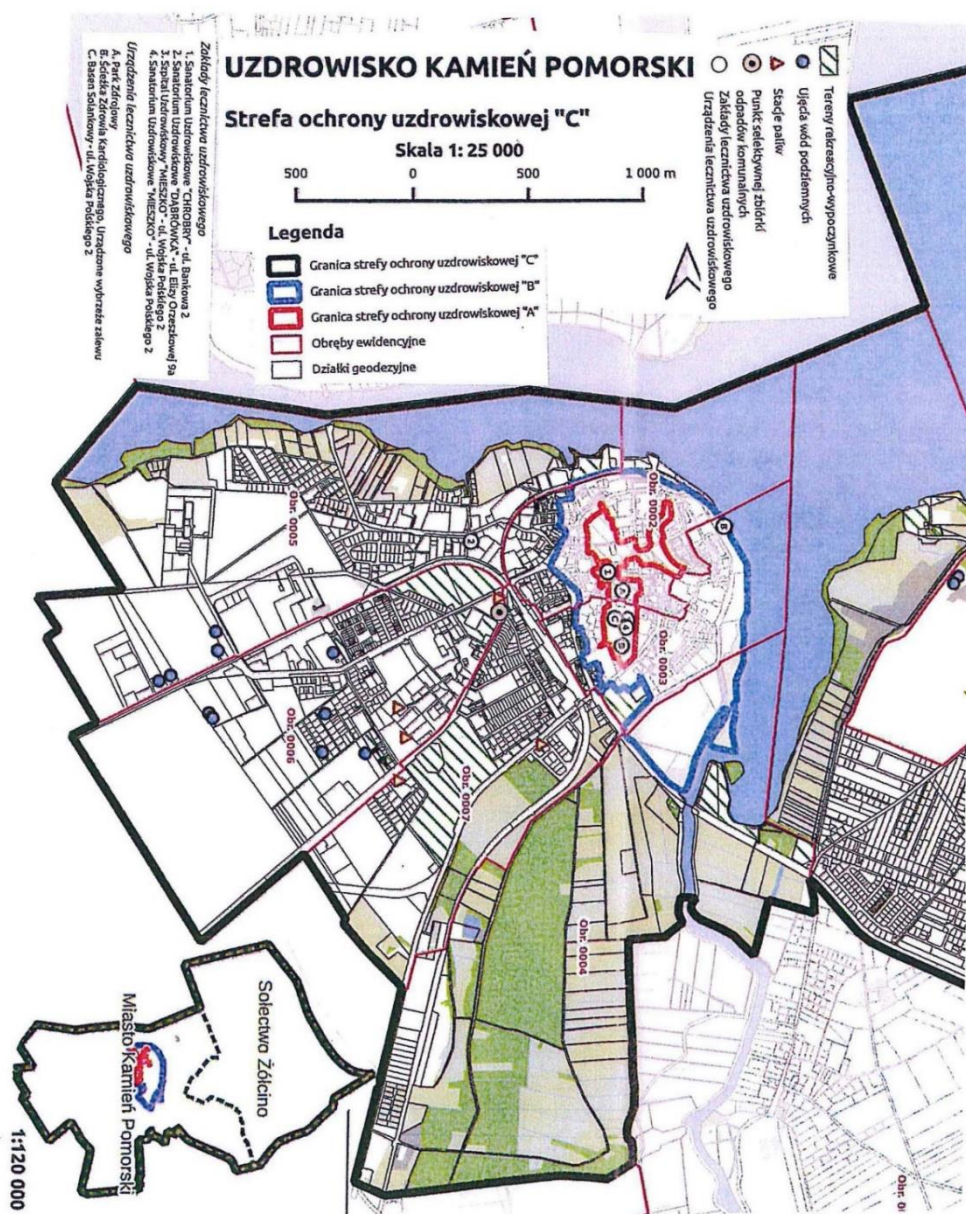 UZDROWISKO KAMIEŃ POMORSKI
Strefa ochrony uzdrowiskowej "C"
Skala 1: 25 000
500 0 500 1 000 m
Legenda
Granica strefy ochrony uzdrowiskowej "C"
Granica strefy ochrony uzdrowiskowej "B"
Granica strefy ochrony uzdrowiskowej "A"
Obręby ewidencyjne
Działki geodezyjne
Tereny rekreacyjno-wypoczynkowe
Ujęcia wód podziemnych
Stacje paliw
Punkt selektywnej zbiórki
odpadów komunalnych
Zakłady lecznictwa uzdrowiskowego
Urządzenia lecznictwa uzdrowiskowego
Zakłady lecznictwa uzdrowiskowego
1. Sanatorium Uzdrowiskowe "CHROBRY" - ul. Bankowa 2
2. Sanatorium Uzdrowiskowe "DĄBRÓWKA" - ul. Elizy Orzeszkowej 9a
3. Szpital Uzdrowiskowy "MIESZKO" - ul. Wojska Polskiego 2
4. Sanatorium Uzdrowiskowe "MIESZKO" - ul. Wojska Polskiego 2
Urządzenia lecznictwa uzdrowiskowego
A. Park Zdrojowy
B. Ścieżka Zdrowia Kardiologicznego, Urządzone wybrzeże zalewu
C. Basen Solankowy - ul. Wojska Polskiego 2
Obr. 0002
Obr. 0003
Obr. 0005
Obr. 0006
Obr. 0007
Obr. 0004
B
2
Sołectwo Żółcino
Miasto Kamień Pomorski
1:120 000